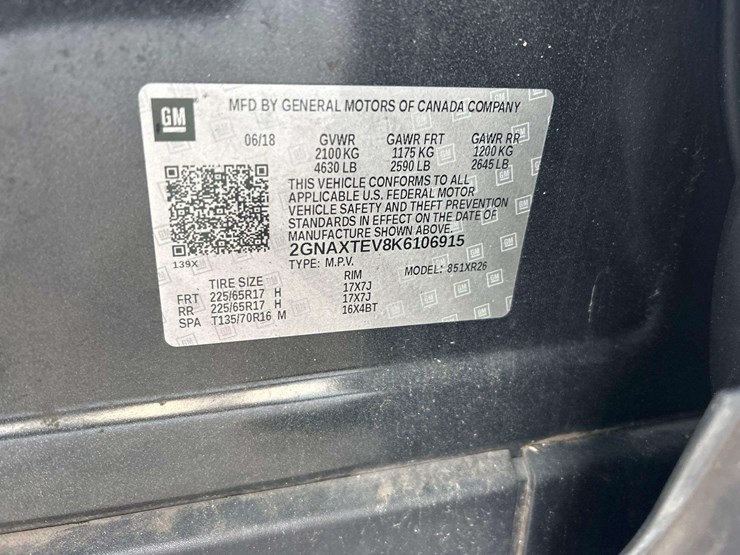 GM
MFD BY GENERAL MOTORS OF CANADA COMPANY
06/18 GVWR GAWR FRT GAWR RR
2100 KG 1175 KG 1200 KG
4630 LB 2590 LB 2645 LB
THIS VEHICLE CONFORMS TO ALL
APPLICABLE U.S. FEDERAL MOTOR
VEHICLE SAFETY AND THEFT PREVENTION
STANDARDS IN EFFECT ON THE DATE OF
MANUFACTURE SHOWN ABOVE.
2GNAXTEV8K6106915
139X
TYPE: M.P.V. MODEL: 851XR26
TIRE SIZE RIM
FRT 225/65R17 H 17X7J
RR 225/65R17 H 17X7J
SPA T135/70R16 M 16X4BT